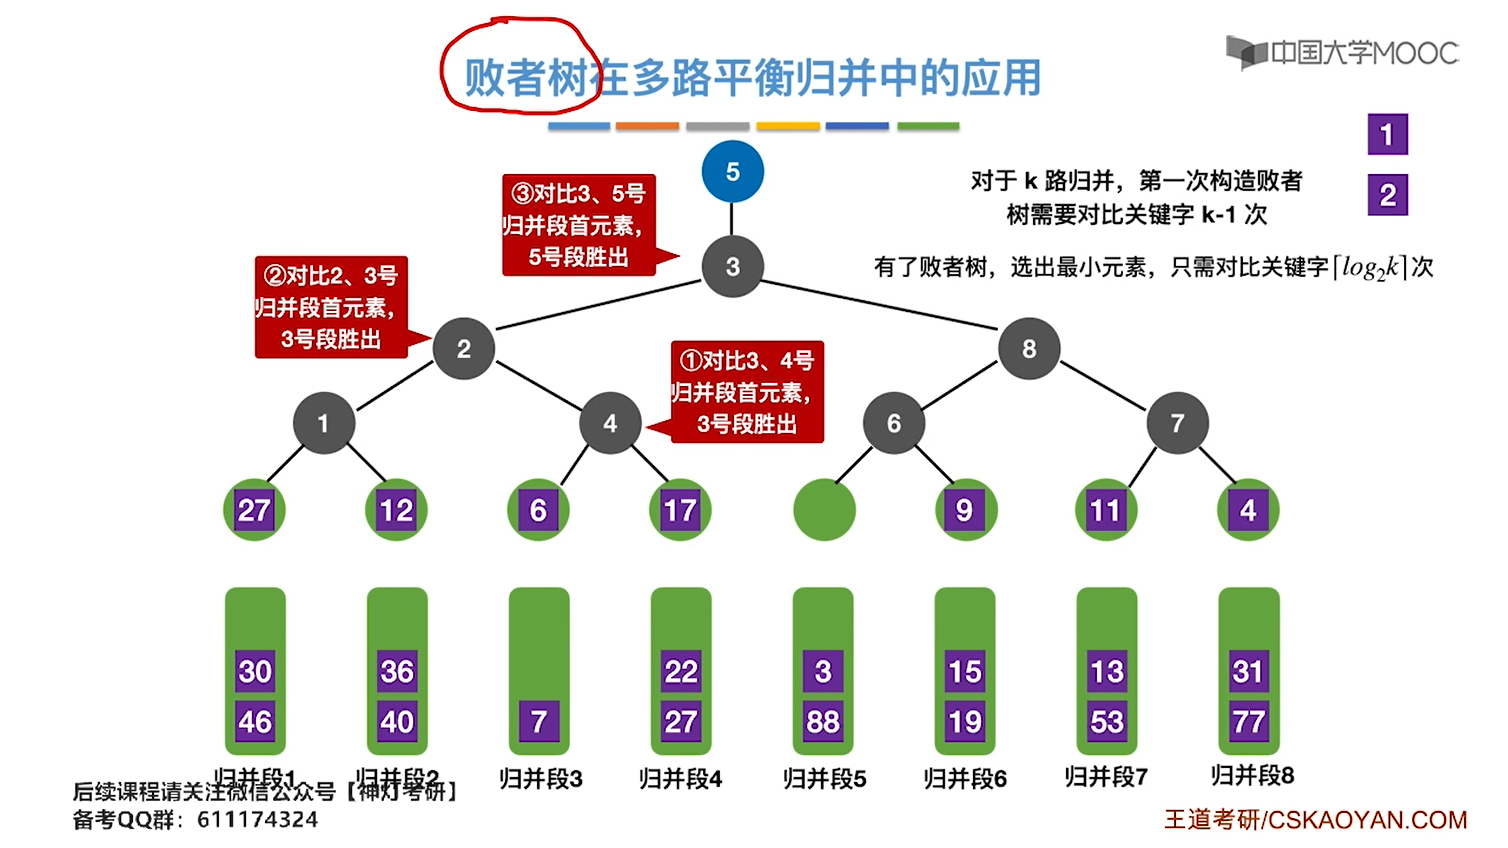 败者树在多路平衡归并中的应用
中国大学MOOC
1
2
对于 k 路归并，第一次构造败者
树需要对比关键字 k-1 次
有了败者树，选出最小元素，只需对比关键字⌈log₂k⌉次
5
③对比3、5号
归并段首元素，
5号段胜出
3
②对比2、3号
归并段首元素，
3号段胜出
2
8
①对比3、4号
归并段首元素，
3号段胜出
1
4
6
7
27 12 6 17 9 11 4
30 36 22 3 15 13 31
46 40 7 27 88 19 53 77
归并段1 归并段2 归并段3 归并段4 归并段5 归并段6 归并段7 归并段8
后续课程请关注微信公众号【神灯考研】
备考QQ群：611174324
王道考研/CSKAOYAN.COM